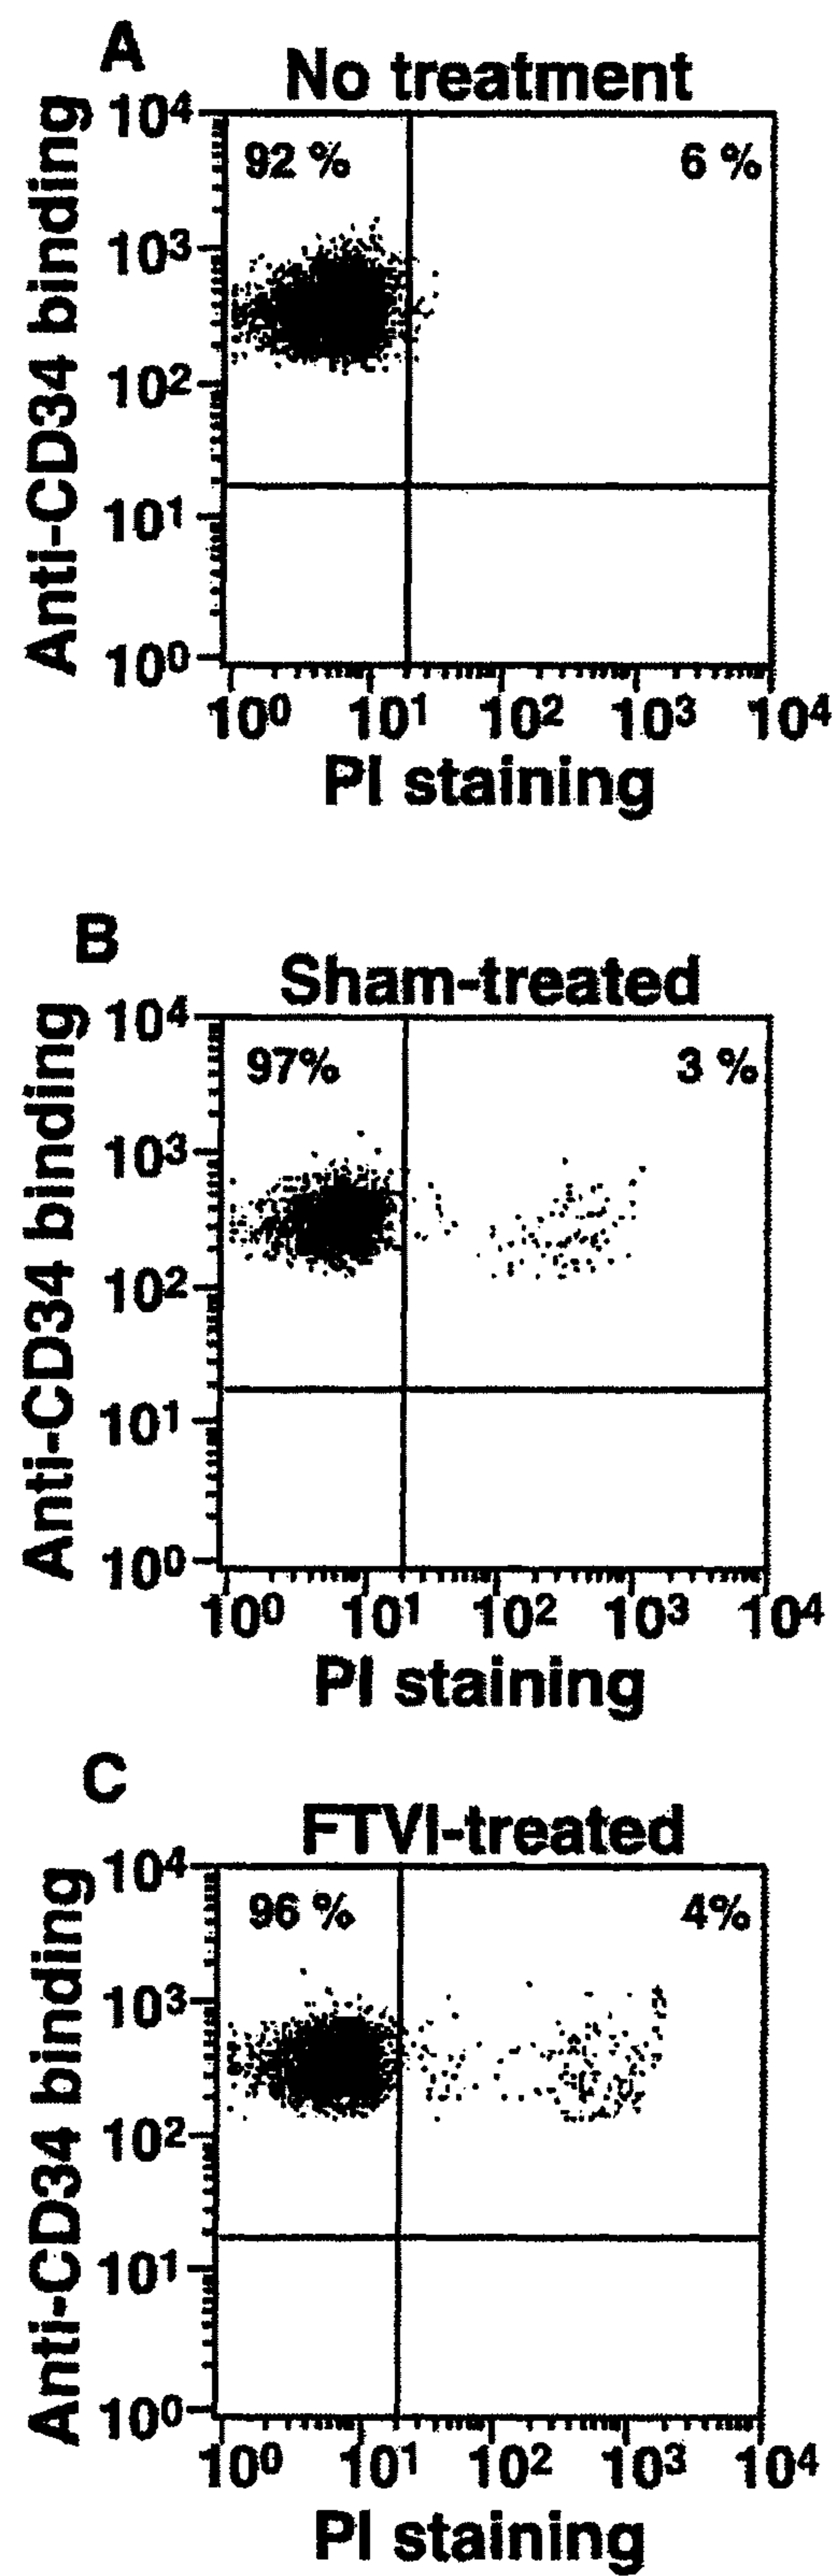 A
No treatment
Anti-CD34 binding
10⁴
10³
10²
10¹
10⁰
92 %
6 %
10⁰ 10¹ 10² 10³ 10⁴
PI staining
B
Sham-treated
Anti-CD34 binding
10⁴
10³
10²
10¹
10⁰
97%
3 %
10⁰ 10¹ 10² 10³ 10⁴
PI staining
C
FTVI-treated
Anti-CD34 binding
10⁴
10³
10²
10¹
10⁰
96 %
4%
10⁰ 10¹ 10² 10³ 10⁴
PI staining